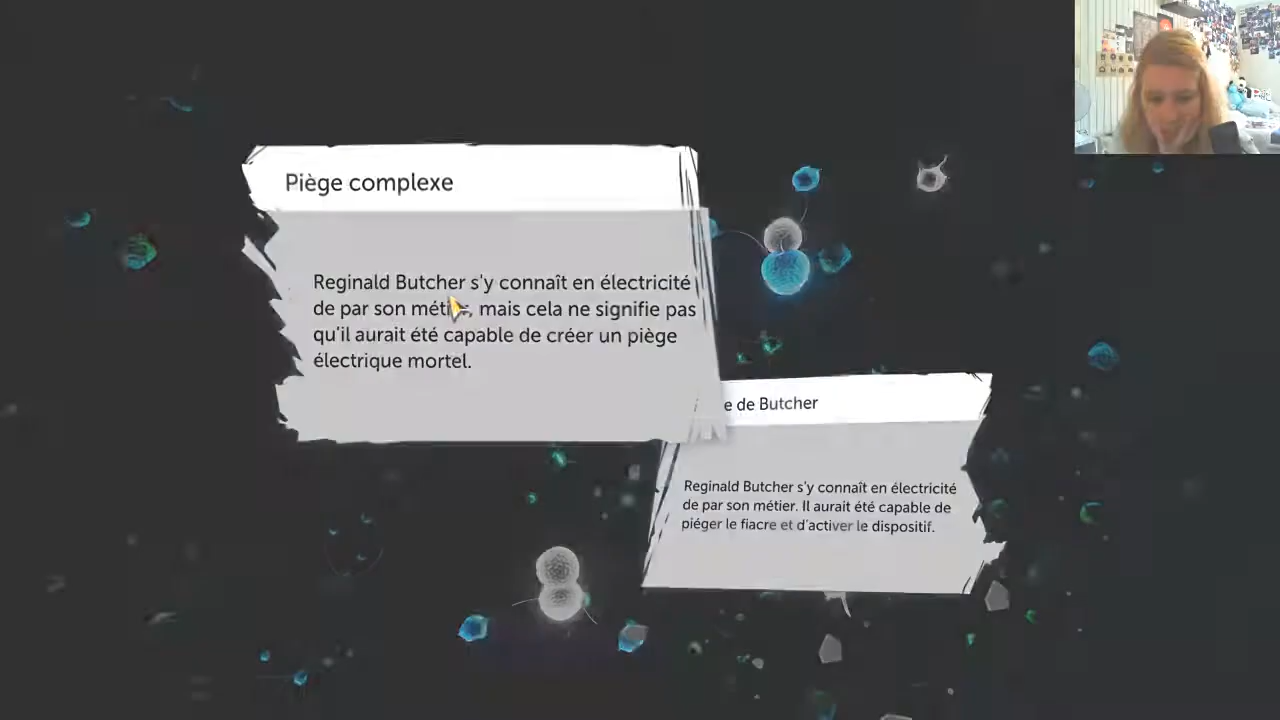 Piège complexe
Reginald Butcher s'y connaît en électricité
de par son métier, mais cela ne signifie pas
qu'il aurait été capable de créer un piège
électrique mortel.
e de Butcher
Reginald Butcher s'y connaît en électricité
de par son métier. Il aurait été capable de
piéger le fiacre et d'activer le dispositif.